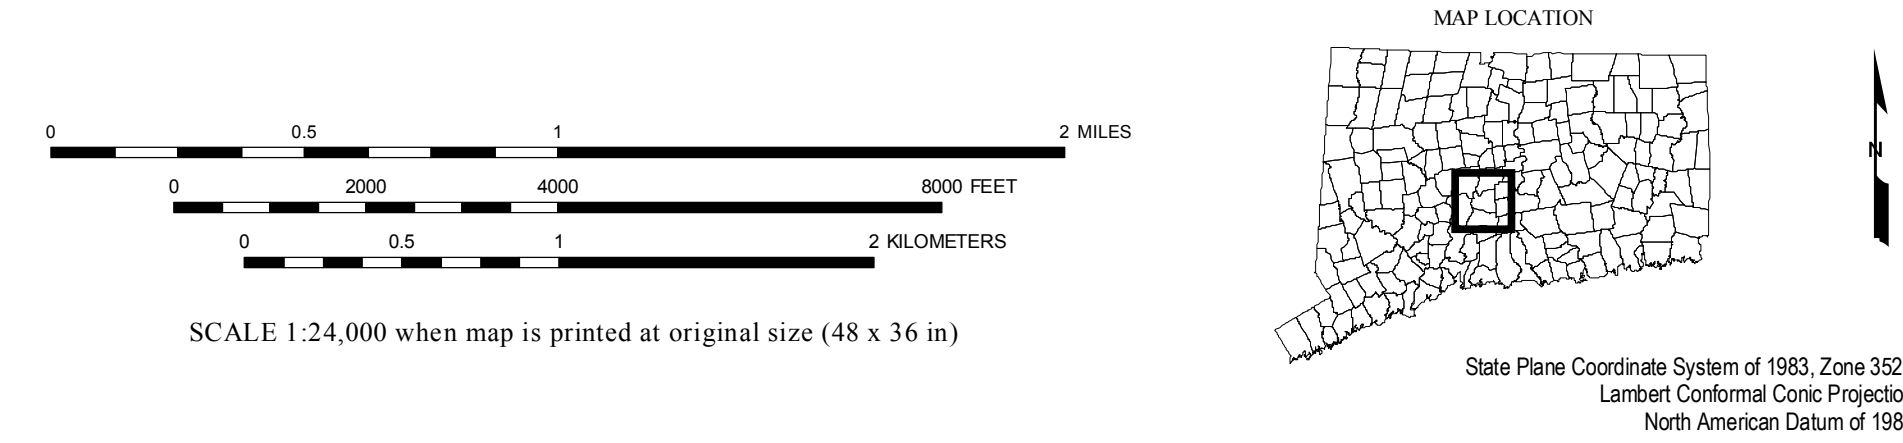 MAP LOCATION
0 0.5 1 2 MILES
0 2000 4000 8000 FEET
0 0.5 1 2 KILOMETERS
SCALE 1:24,000 when map is printed at original size (48 x 36 in)
N
State Plane Coordinate System of 1983, Zone 352
Lambert Conformal Conic Projectio
North American Datum of 198